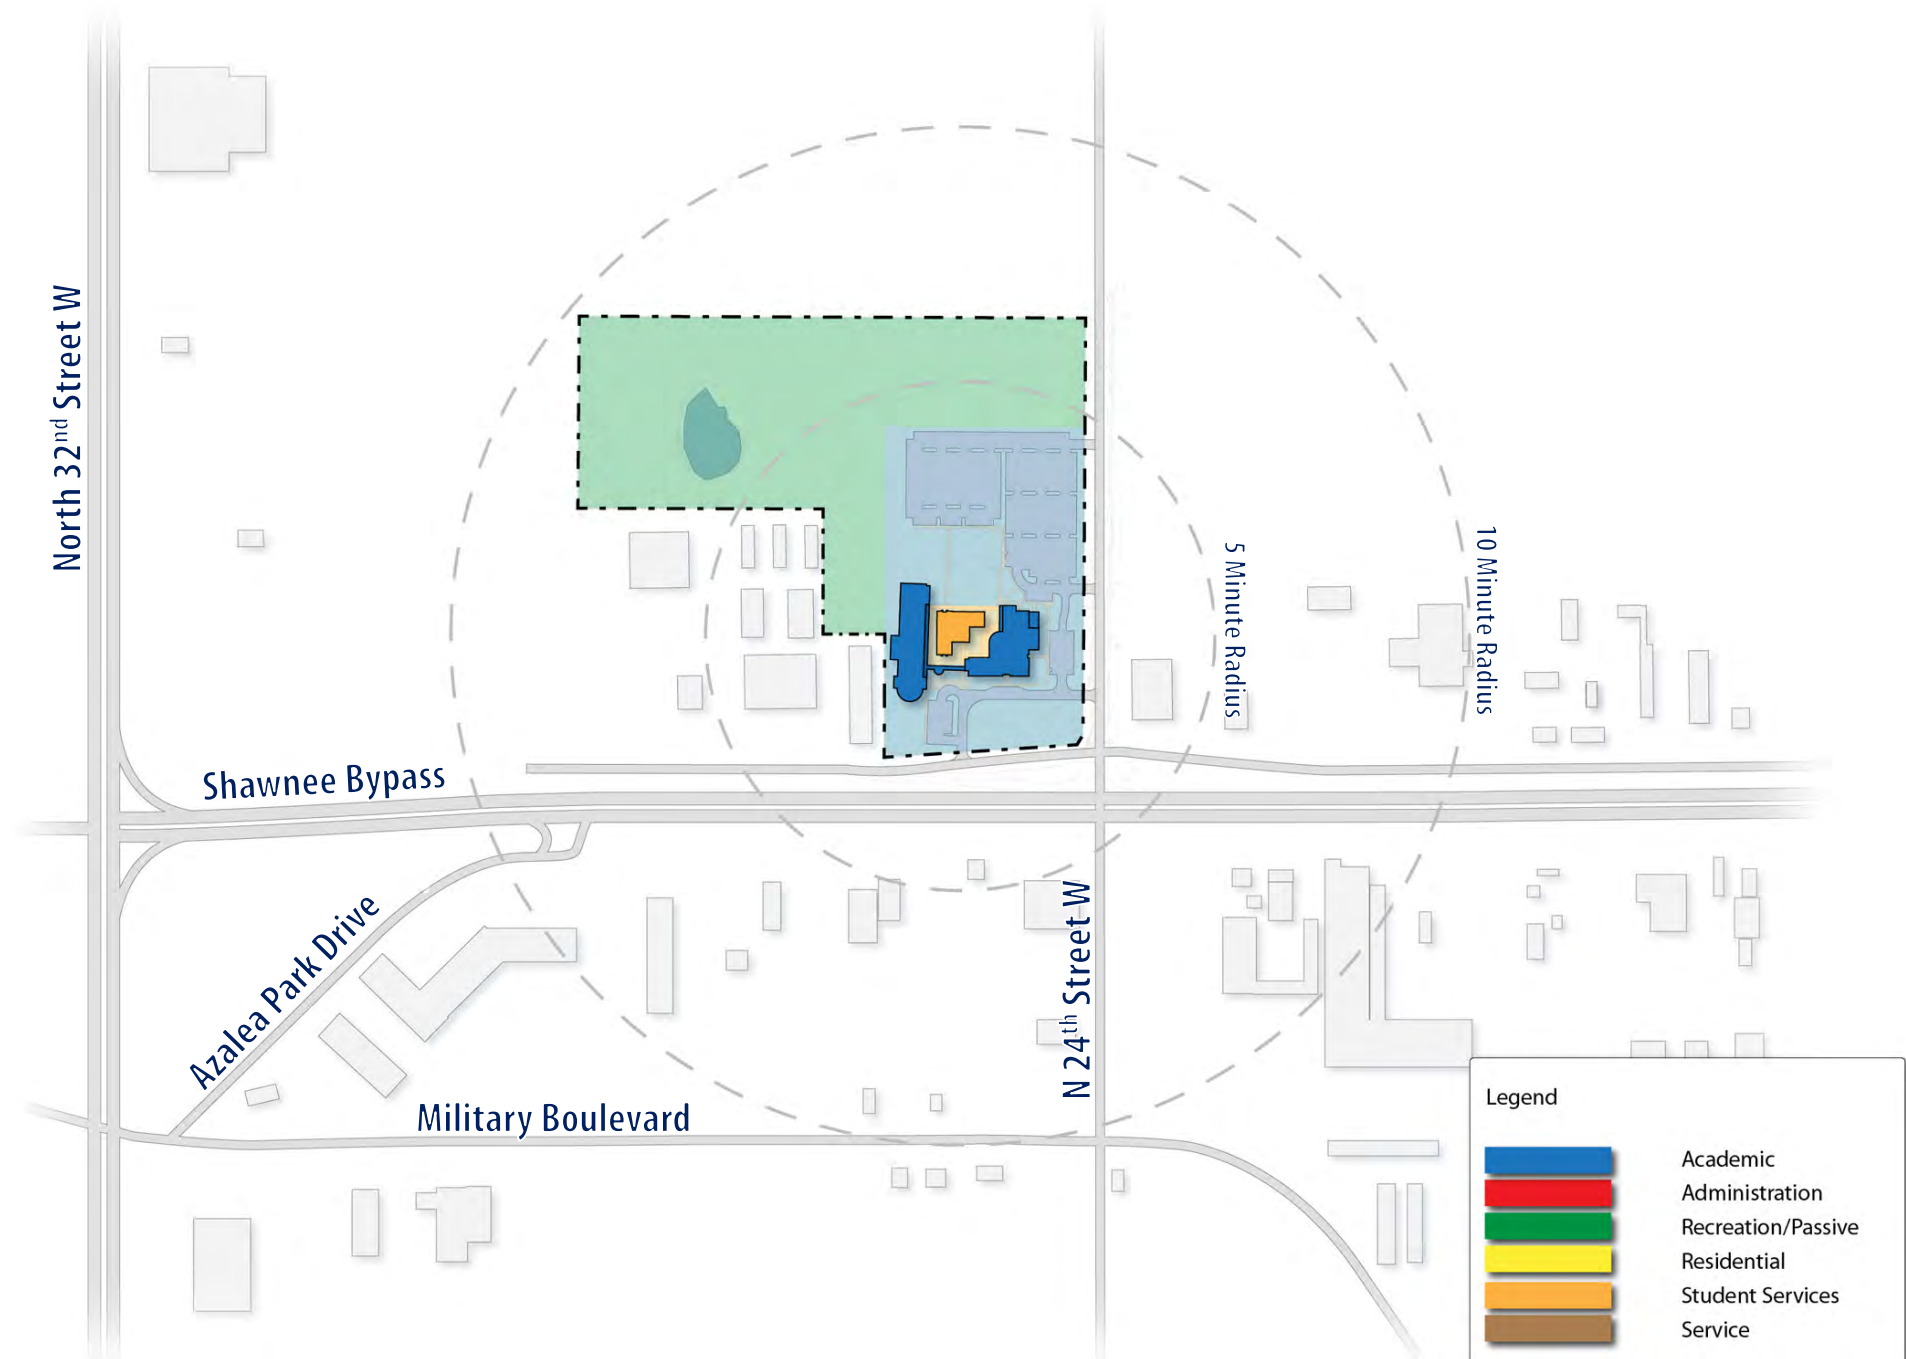 North 32nd Street W
5 Minute Radius
10 Minute Radius
Shawnee Bypass
Azalea Park Drive
N 24th Street W
Military Boulevard
Legend
Academic
Administration
Recreation/Passive
Residential
Student Services
Service